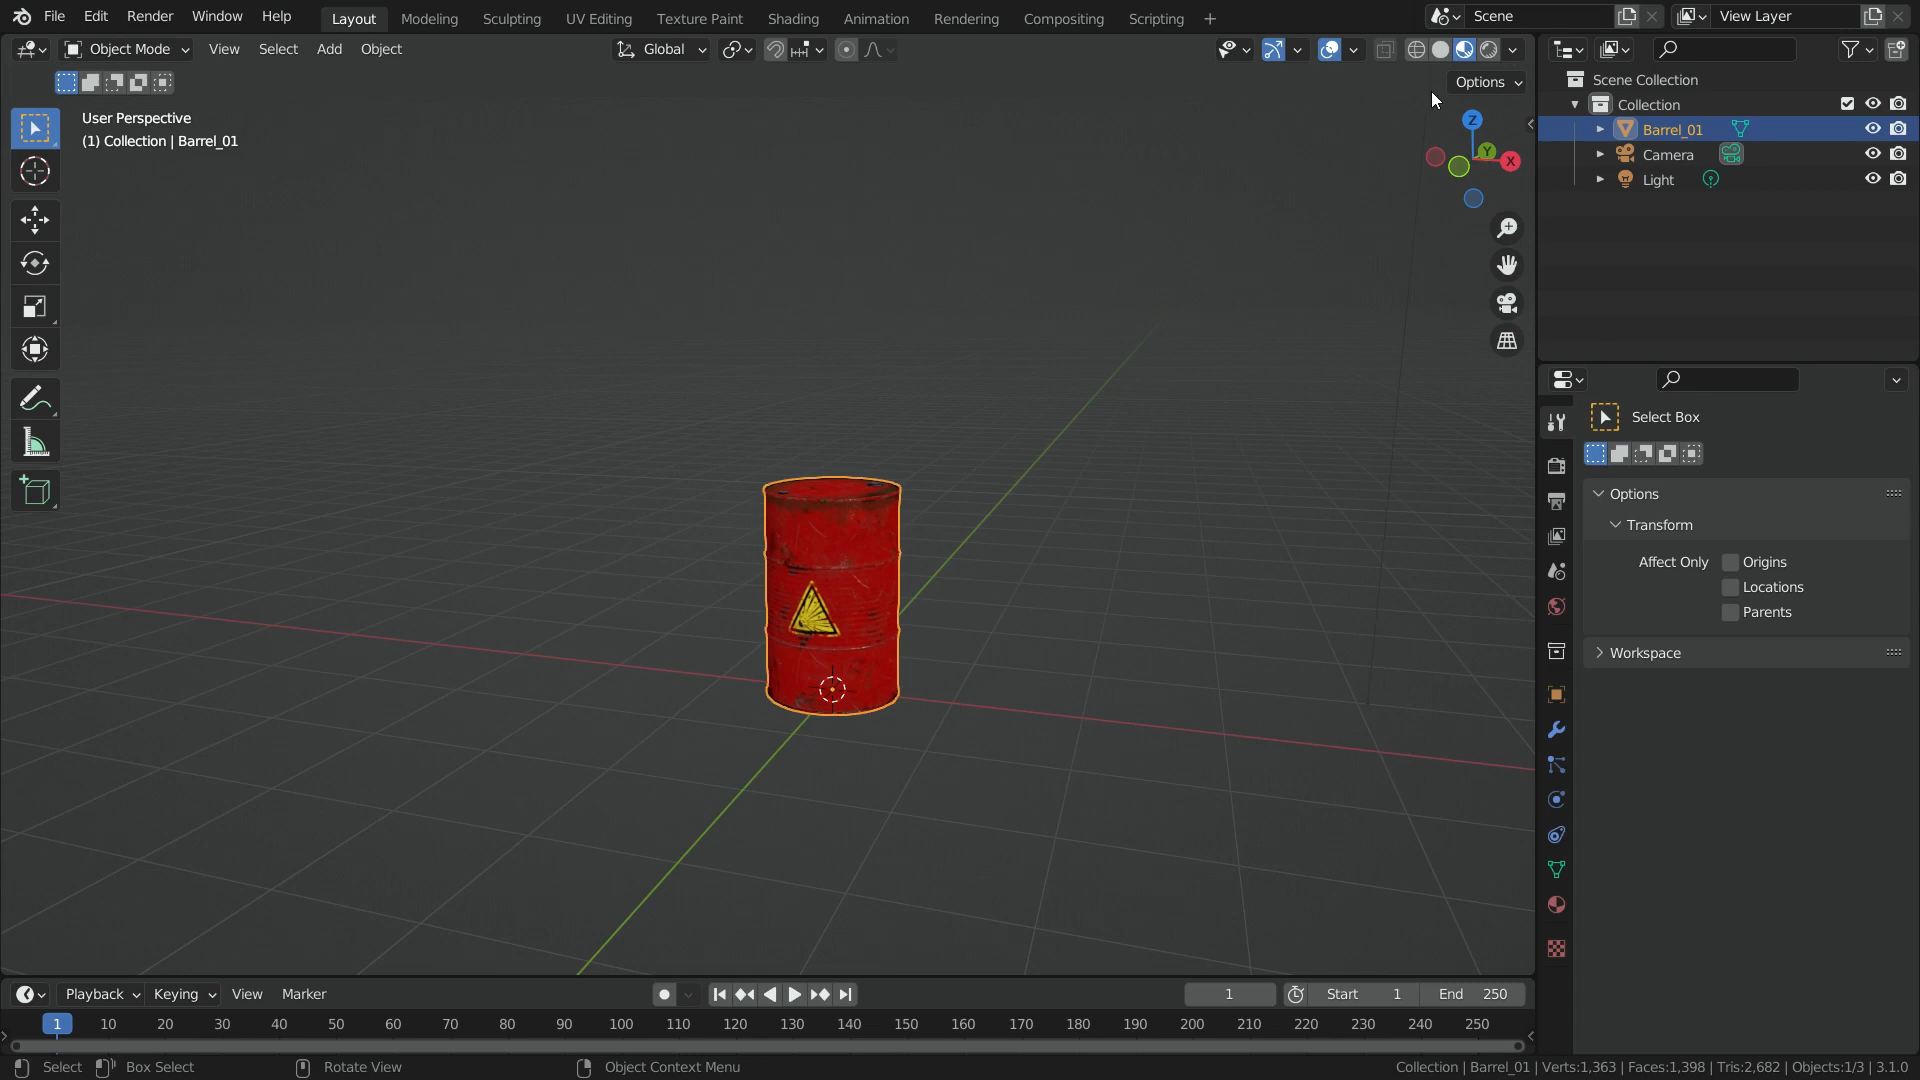 File Edit Render Window Help Layout Modeling Sculpting UV Editing Texture Paint Shading Animation Rendering Compositing Scripting Scene View Layer
Object Mode View Select Add Object Global
Options
User Perspective
(1) Collection | Barrel_01
Z
Y
X
Scene Collection
Collection
Barrel_01
Camera
Light
Select Box
Options
Transform
Affect Only Origins
Locations
Parents
Workspace
Playback Keying View Marker 1 Start 1 End 250
1 10 20 30 40 50 60 70 80 90 100 110 120 130 140 150 160 170 180 190 200 210 220 230 240 250
Select Box Select Rotate View Object Context Menu Collection | Barrel_01 | Verts:1,363 | Faces:1,398 | Tris:2,682 | Objects:1/3 | 3.1.0